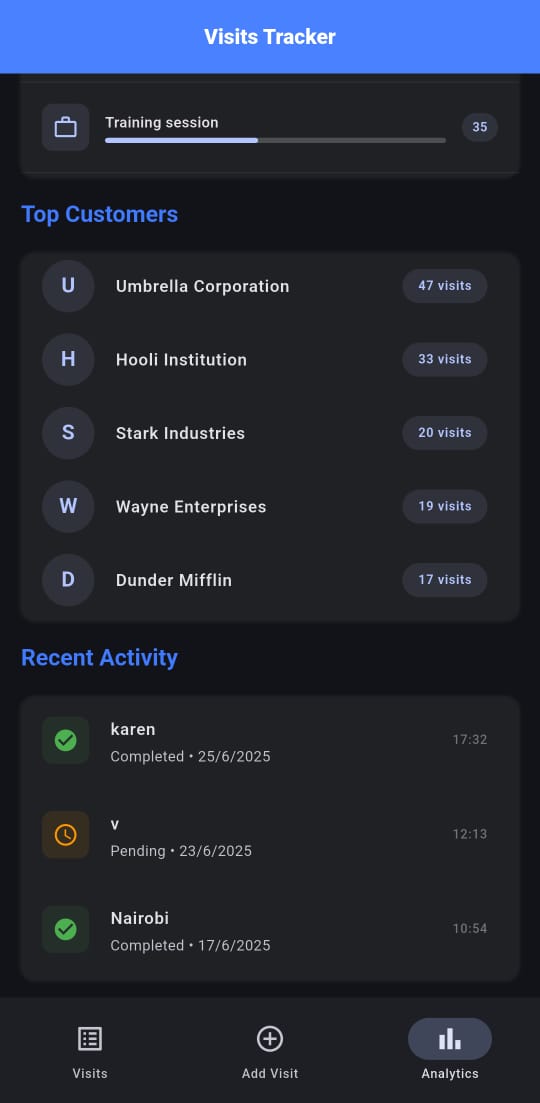 Visits Tracker
Training session
35
Top Customers
U
Umbrella Corporation
47 visits
H
Hooli Institution
33 visits
S
Stark Industries
20 visits
W
Wayne Enterprises
19 visits
D
Dunder Mifflin
17 visits
Recent Activity
karen
17:32
Completed • 25/6/2025
v
12:13
Pending • 23/6/2025
Nairobi
10:54
Completed • 17/6/2025
Visits
Add Visit
Analytics